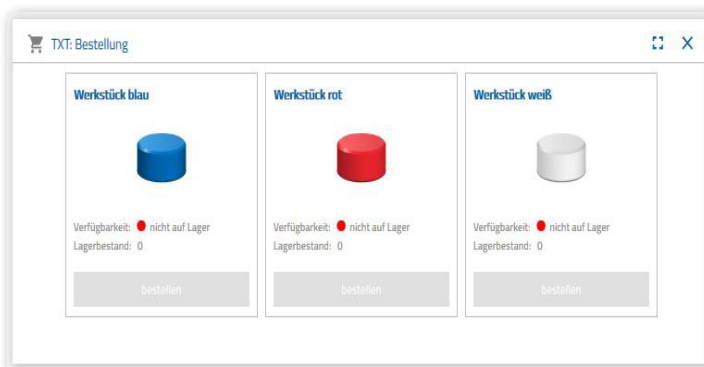 TXT: Bestellung
Werkstück blau
Verfügbarkeit: nicht auf Lager
Lagerbestand: 0
bestellen
Werkstück rot
Verfügbarkeit: nicht auf Lager
Lagerbestand: 0
bestellen
Werkstück weiß
Verfügbarkeit: nicht auf Lager
Lagerbestand: 0
bestellen